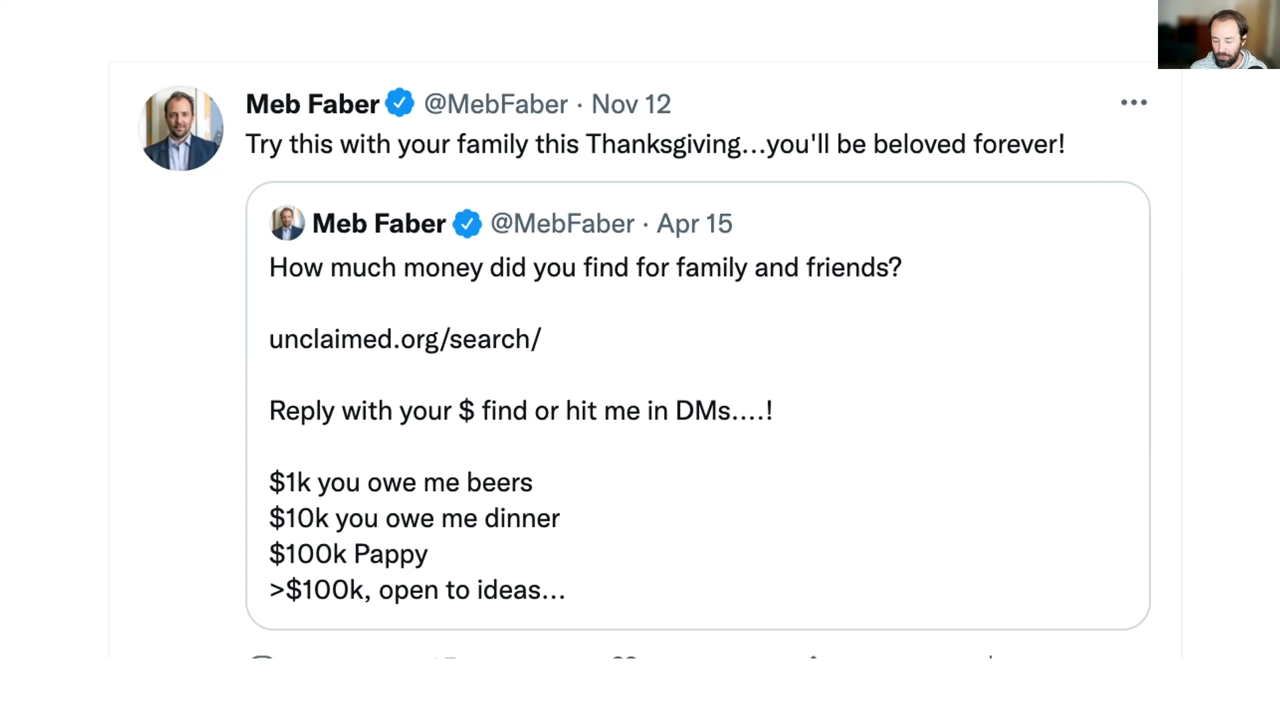 Meb Faber @MebFaber · Nov 12
Try this with your family this Thanksgiving...you'll be beloved forever!
Meb Faber @MebFaber · Apr 15
How much money did you find for family and friends?
unclaimed.org/search/
Reply with your $ find or hit me in DMs....!
$1k you owe me beers
$10k you owe me dinner
$100k Pappy
>$100k, open to ideas...